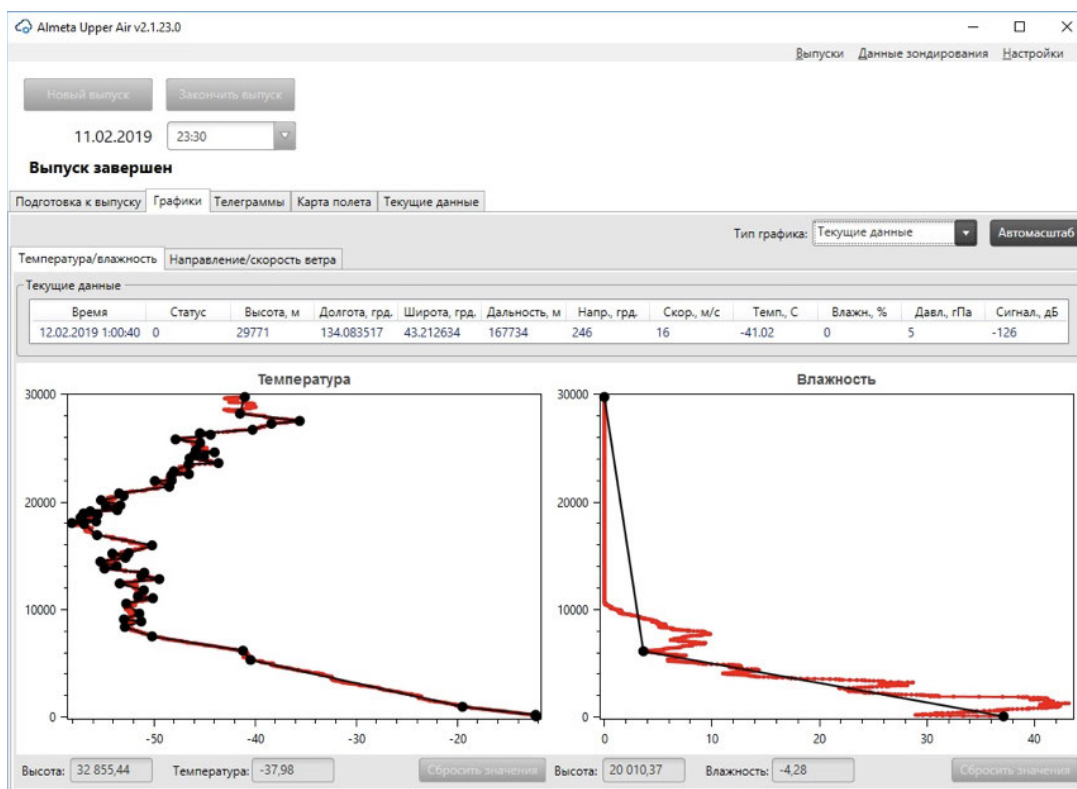 Almeta Upper Air v2.1.23.0
Выпуски Данные зондирования Настройки
Новый выпуск Закончить выпуск
11.02.2019 23:30
Выпуск завершен
Подготовка к выпуску Графики Телеграммы Карта полета Текущие данные
Тип графика: Текущие данные Автомасштаб
Температура/влажность Направление/скорость ветра
Текущие данные
Время Статус Высота, м Долгота, грд. Широта, грд. Дальность, м Напр., грд. Скор., м/с Темп., С Влажн., % Давл., гПа Сигнал., дБ
12.02.2019 1:00:40 0 29771 134.083517 43.212634 167734 246 16 -41.02 0 5 -126
Температура Влажность
30000 30000
20000 20000
10000 10000
0 0
-50 -40 -30 -20 0 10 20 30 40
Высота: 32 855,44 Температура: -37,98 Сбросить значения Высота: 20 010,37 Влажность: -4,28 Сбросить значения